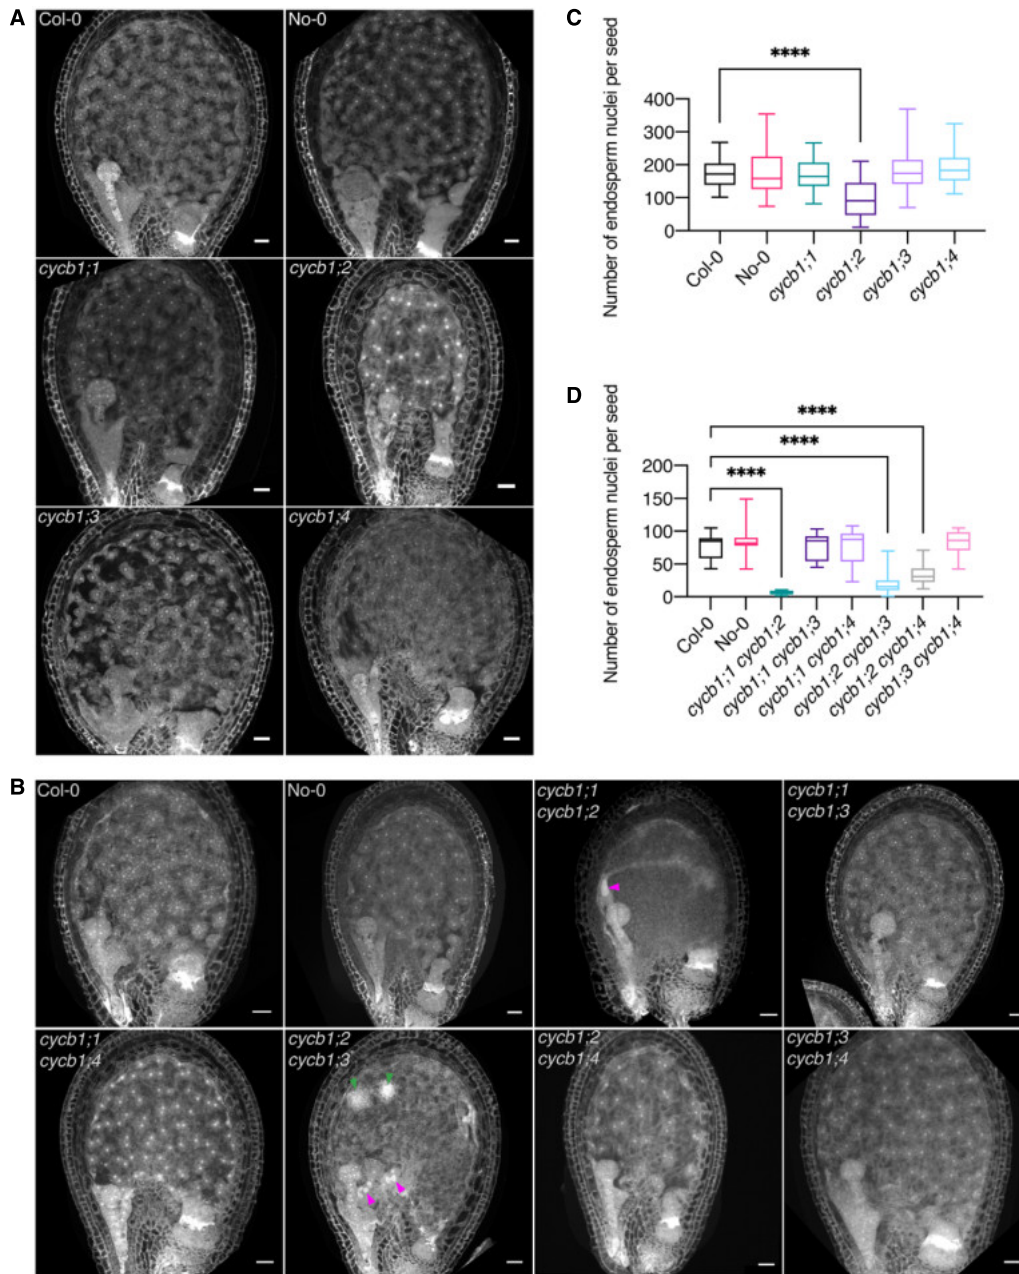 A
Col-0
No-0
cycb1;1
cycb1;2
cycb1;3
cycb1;4
C
Number of endosperm nuclei per seed
****
400
300
200
100
0
Col-0
No-0
cycb1;1
cycb1;2
cycb1;3
cycb1;4
D
Number of endosperm nuclei per seed
****
****
****
200
150
100
50
0
Col-0
No-0
cycb1;1 cycb1;2
cycb1;1 cycb1;3
cycb1;1 cycb1;4
cycb1;2 cycb1;3
cycb1;2 cycb1;4
cycb1;3 cycb1;4
B
Col-0
No-0
cycb1;1
cycb1;2
cycb1;1
cycb1;3
cycb1;1
cycb1;4
cycb1;2
cycb1;3
cycb1;2
cycb1;4
cycb1;3
cycb1;4